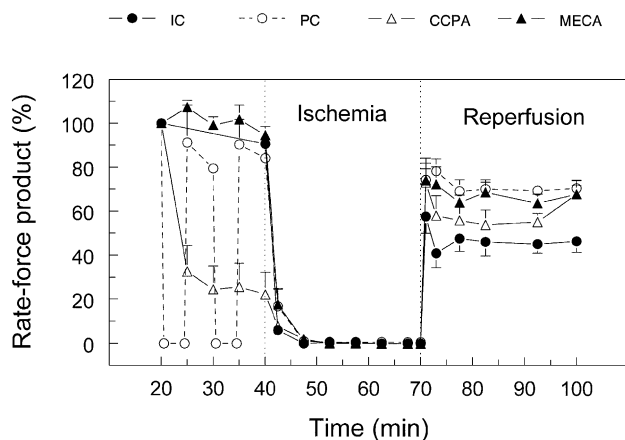 IC PC CCPA MECA
120
100
80
60
40
20
0
Rate-force product (%)
Ischemia
Reperfusion
20 30 40 50 60 70 80 90 100
Time (min)